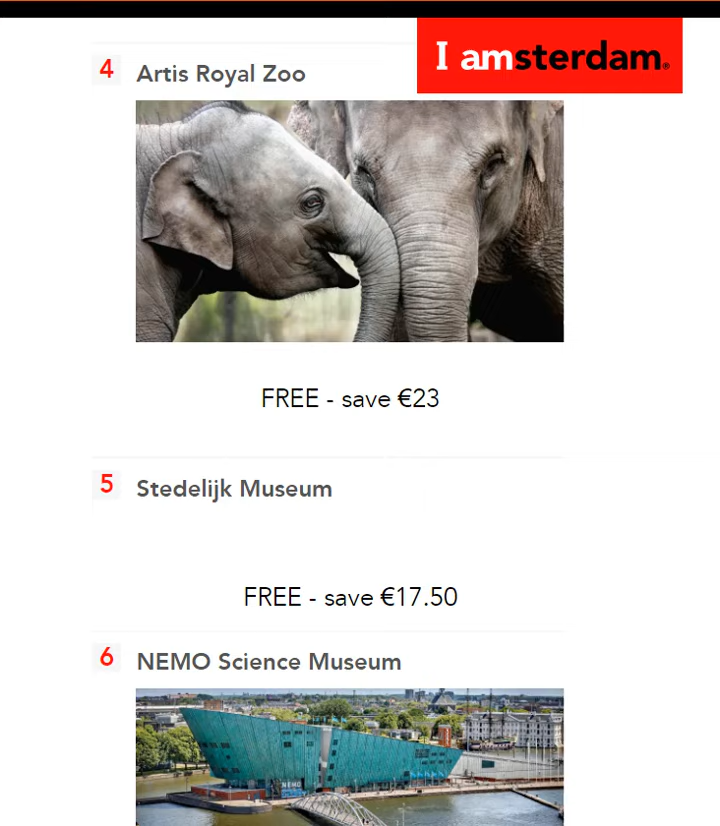 I amsterdam.®
4 Artis Royal Zoo
FREE - save €23
5 Stedelijk Museum
FREE - save €17.50
6 NEMO Science Museum
NEMO